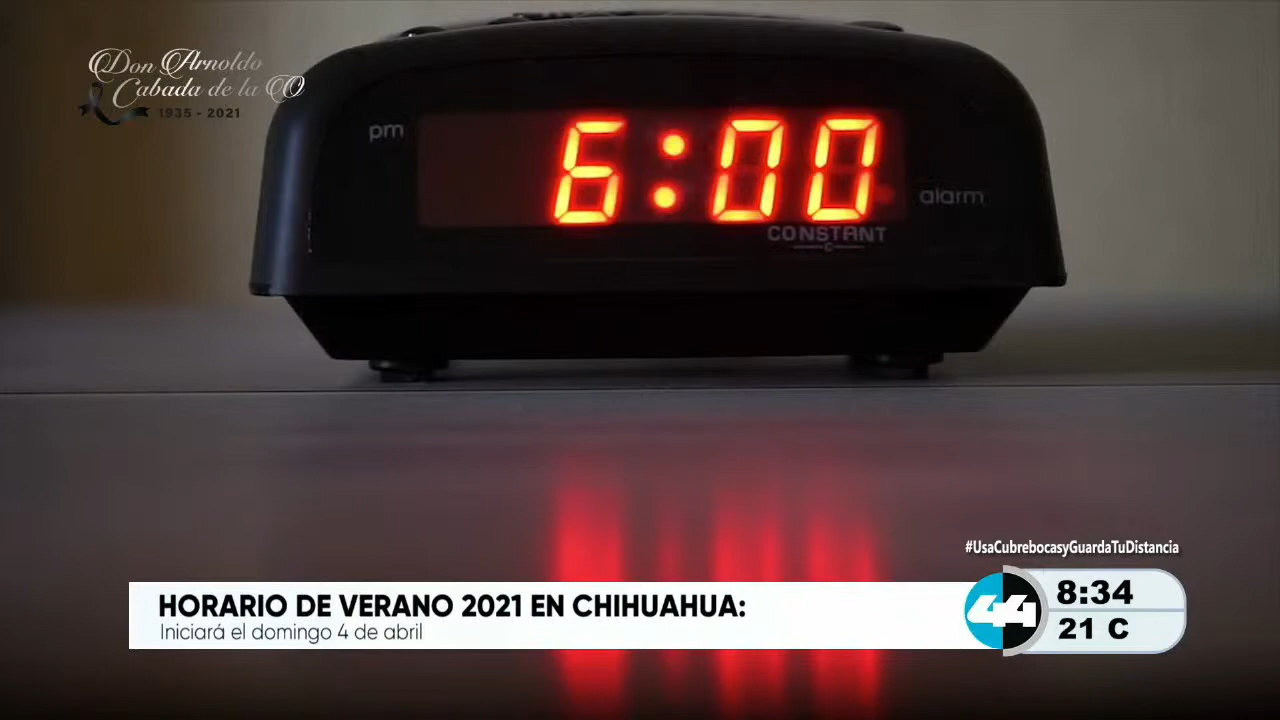 Don Arnoldo
Cabada de la O
1935 - 2021
pm
6:00
alarm
CONSTANT
C
#UsaCubrebocasyGuardaTuDistancia
HORARIO DE VERANO 2021 EN CHIHUAHUA:
Iniciará el domingo 4 de abril
44
8:34
21 C